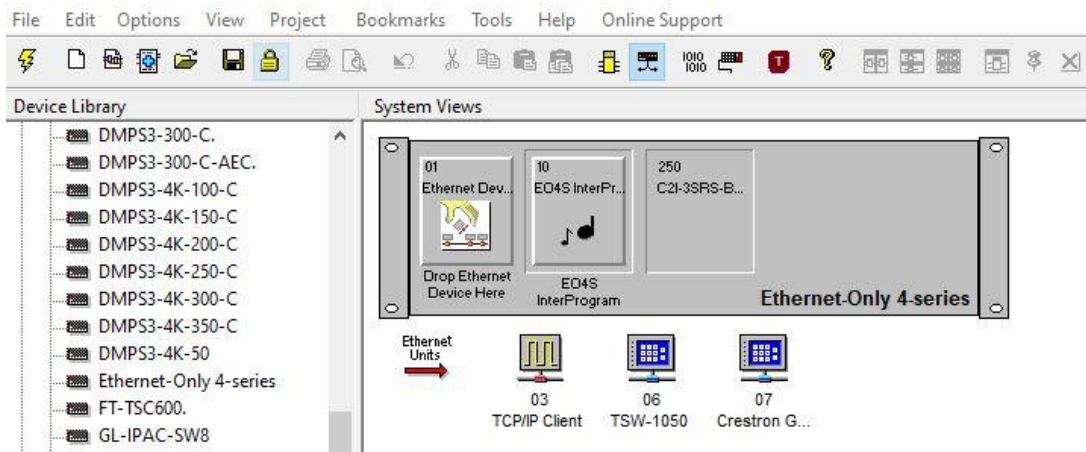 File Edit Options View Project Bookmarks Tools Help Online Support
Device Library
DMPS3-300-C.
DMPS3-300-C-AEC.
DMPS3-4K-100-C
DMPS3-4K-150-C
DMPS3-4K-200-C
DMPS3-4K-250-C
DMPS3-4K-300-C
DMPS3-4K-350-C
DMPS3-4K-50
Ethernet-Only 4-series
FT-TSC600.
GL-IPAC-SW8
System Views
01
Ethernet Dev...
Drop Ethernet
Device Here
10
EO4S InterPr...
EO4S
InterProgram
250
C2I-3SRS-B...
Ethernet-Only 4-series
Ethernet
Units
03
TCP/IP Client
06
TSW-1050
07
Crestron G...